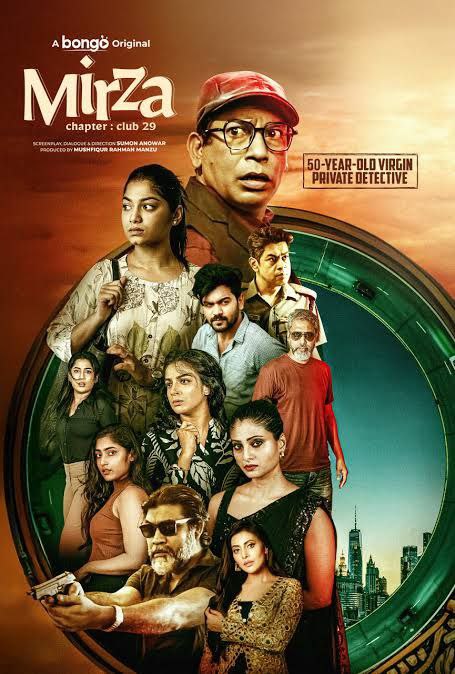 A bongo Original
Mirza
chapter : club 29
SCREENPLAY, DIALOGUE & DIRECTION SUMON ANOWAR
PRODUCED BY MUSHFIQUR RAHMAN MANZU
50-YEAR-OLD VIRGIN
PRIVATE DETECTIVE